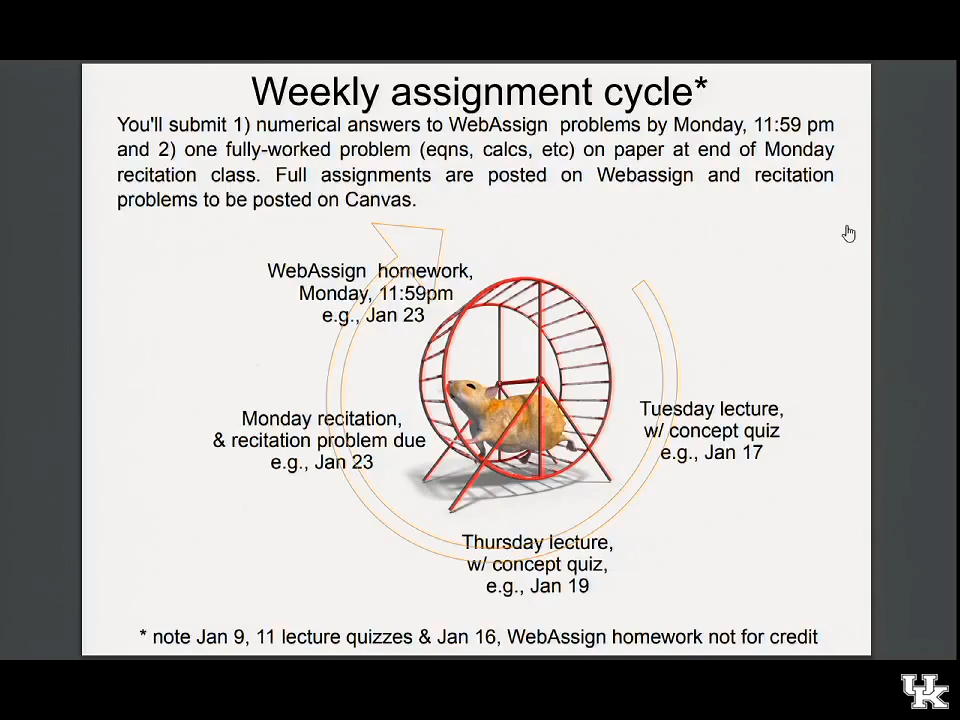 Weekly assignment cycle*
You'll submit 1) numerical answers to WebAssign problems by Monday, 11:59 pm
and 2) one fully-worked problem (eqns, calcs, etc) on paper at end of Monday
recitation class. Full assignments are posted on Webassign and recitation
problems to be posted on Canvas.
WebAssign homework,
Monday, 11:59pm
e.g., Jan 23
Monday recitation,
& recitation problem due
e.g., Jan 23
Tuesday lecture,
w/ concept quiz
e.g., Jan 17
Thursday lecture,
w/ concept quiz,
e.g., Jan 19
* note Jan 9, 11 lecture quizzes & Jan 16, WebAssign homework not for credit
UK